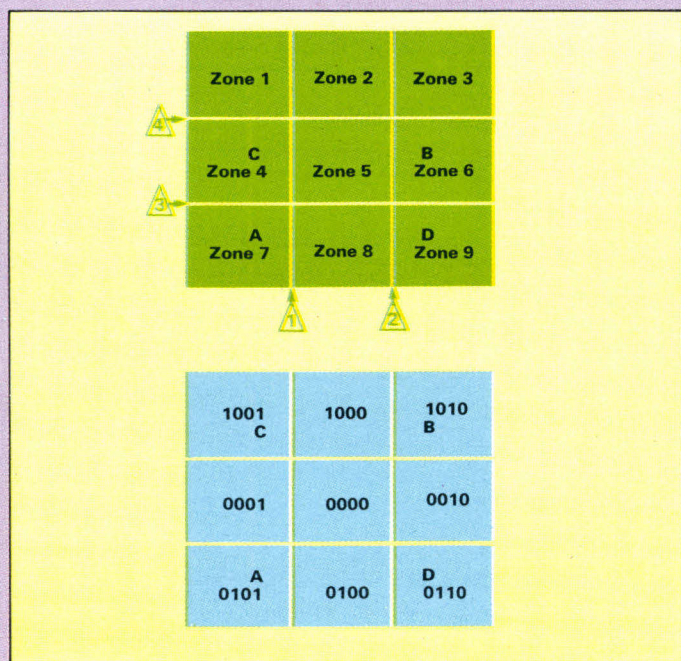 Zone 1 Zone 2 Zone 3
4
C B
Zone 4 Zone 5 Zone 6
3
A D
Zone 7 Zone 8 Zone 9
1 2
1001 1000 1010
C B
0001 0000 0010
A D
0101 0100 0110